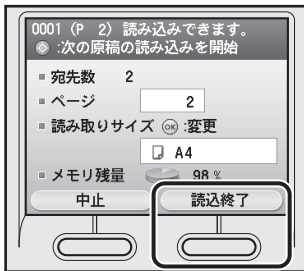 0001 (P 2) 読み込みできます。
:次の原稿の読み込みを開始
宛先数 2
ページ 2
読み取りサイズ OK :変更
A4
メモリ残量 98 %
中止 読込終了